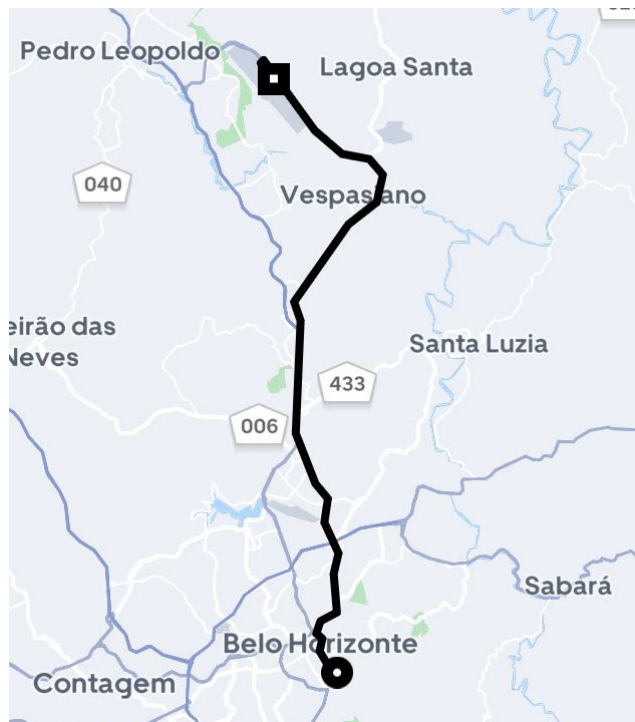 Pedro Leopoldo
Lagoa Santa
040
Vespasiano
eirão das
Neves
Santa Luzia
433
006
Sabará
Belo Horizonte
Contagem